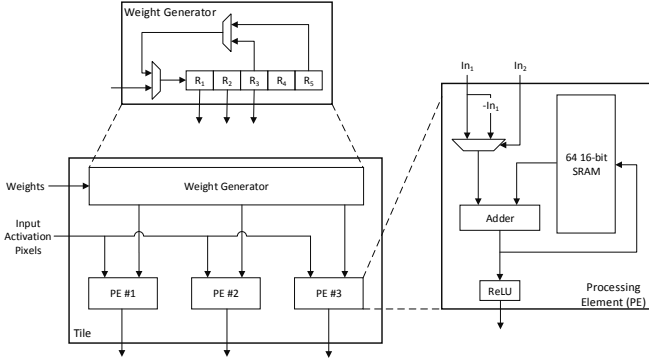 Weight Generator
R1 R2 R3 R4 R5
In1 In2
-In1
64 16-bit
SRAM
Adder
ReLU
Processing
Element (PE)
Weights
Weight Generator
Input
Activation
Pixels
PE #1 PE #2 PE #3
Tile